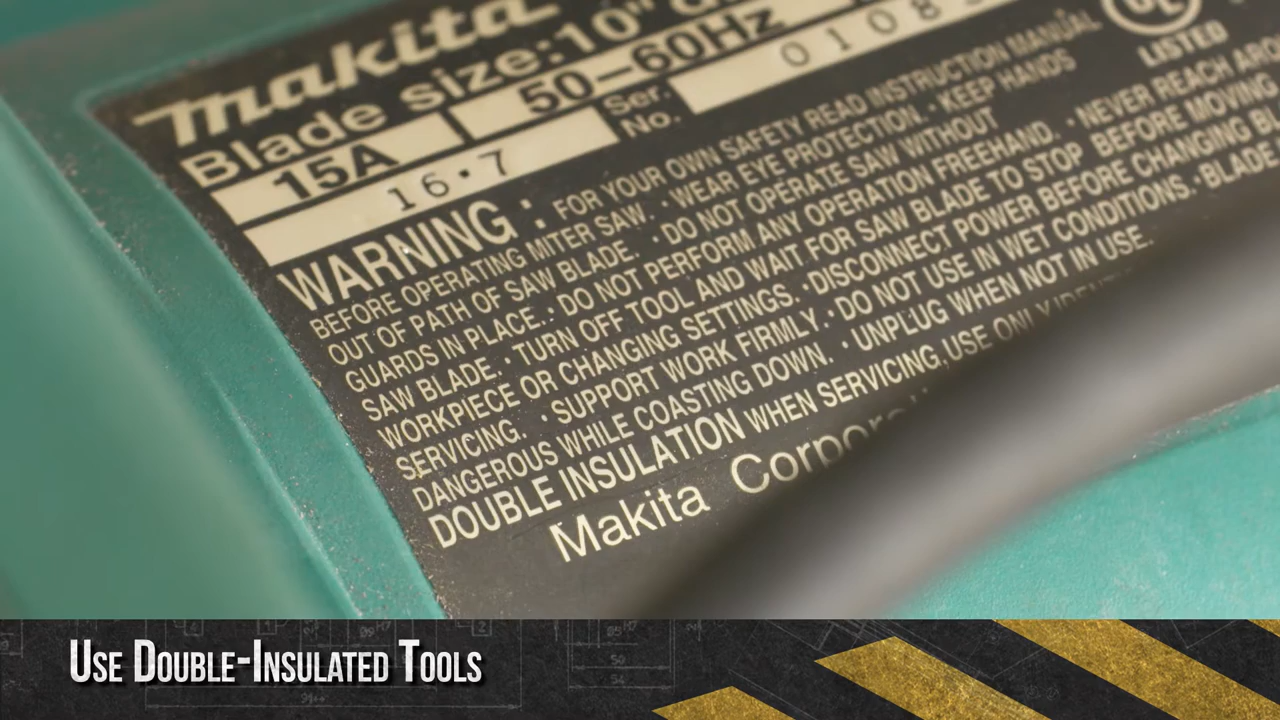 makita
Blade size:10"
15A 50–60Hz
16•7 Ser. No. 0108
UL LISTED
WARNING : FOR YOUR OWN SAFETY READ INSTRUCTION MANUAL
BEFORE OPERATING MITER SAW. • WEAR EYE PROTECTION. • KEEP HANDS
OUT OF PATH OF SAW BLADE. • DO NOT OPERATE SAW WITHOUT
GUARDS IN PLACE. • DO NOT PERFORM ANY OPERATION FREEHAND. • NEVER REACH
SAW BLADE. • TURN OFF TOOL AND WAIT FOR SAW BLADE TO STOP BEFORE MOVING
WORKPIECE OR CHANGING SETTINGS. • DISCONNECT POWER BEFORE CHANGING
SERVICING. • SUPPORT WORK FIRMLY. • DO NOT USE IN WET CONDITIONS. • BLADE
DANGEROUS WHILE COASTING DOWN. • UNPLUG WHEN NOT IN USE.
DOUBLE INSULATION WHEN SERVICING, USE ONLY
Makita
USE DOUBLE-INSULATED TOOLS